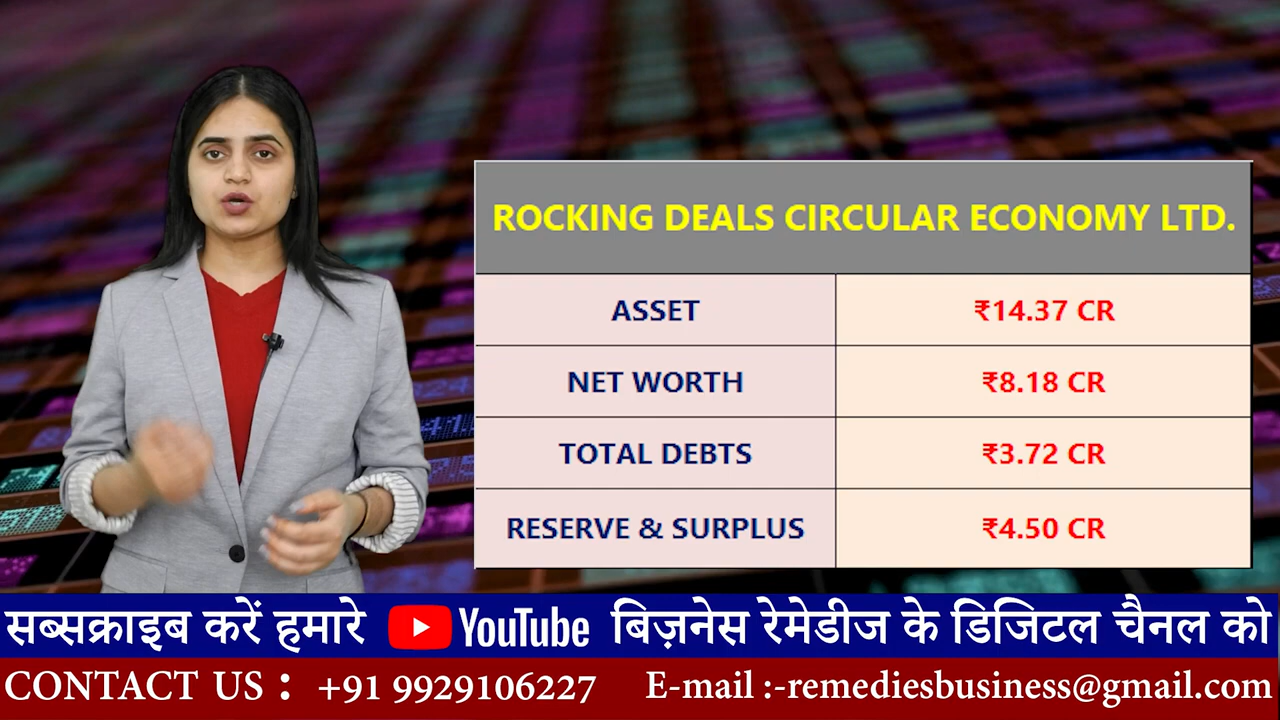 ROCKING DEALS CIRCULAR ECONOMY LTD.
ASSET ₹14.37 CR
NET WORTH ₹8.18 CR
TOTAL DEBTS ₹3.72 CR
RESERVE & SURPLUS ₹4.50 CR
सब्सक्राइब करें हमारे YouTube बिज़नेस रेमेडीज के डिजिटल चैनल को
CONTACT US : +91 9929106227 E-mail :-remediesbusiness@gmail.com